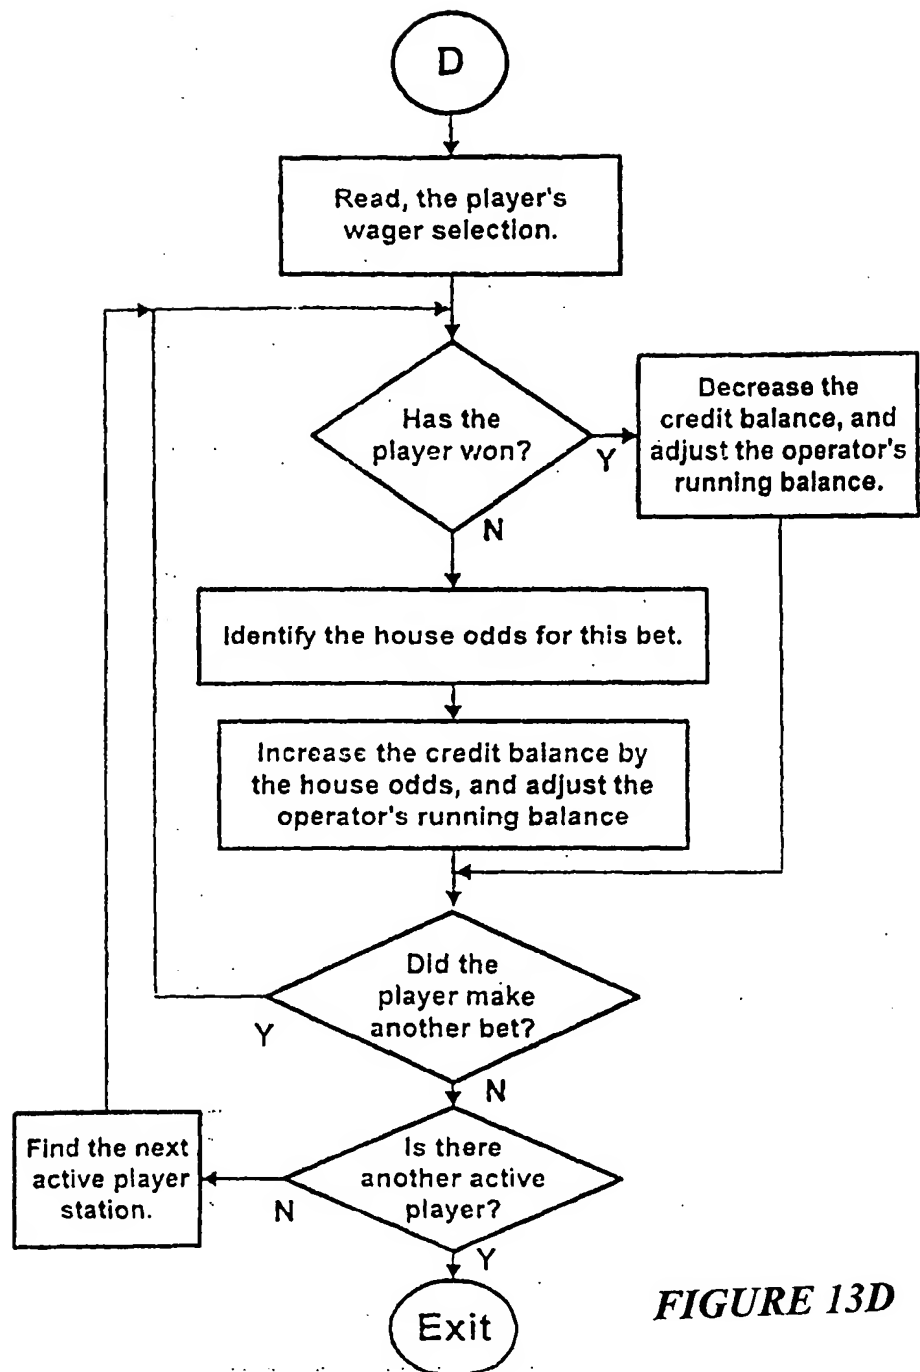 D
Read, the player's
wager selection.
Has the
player won?
Y
Decrease the
credit balance, and
adjust the operator's
running balance.
N
Identify the house odds for this bet.
Increase the credit balance by
the house odds, and adjust the
operator's running balance
Did the
player make
another bet?
Y
N
Find the next
active player
station.
Is there
another active
player?
N
Y
Exit
FIGURE 13D